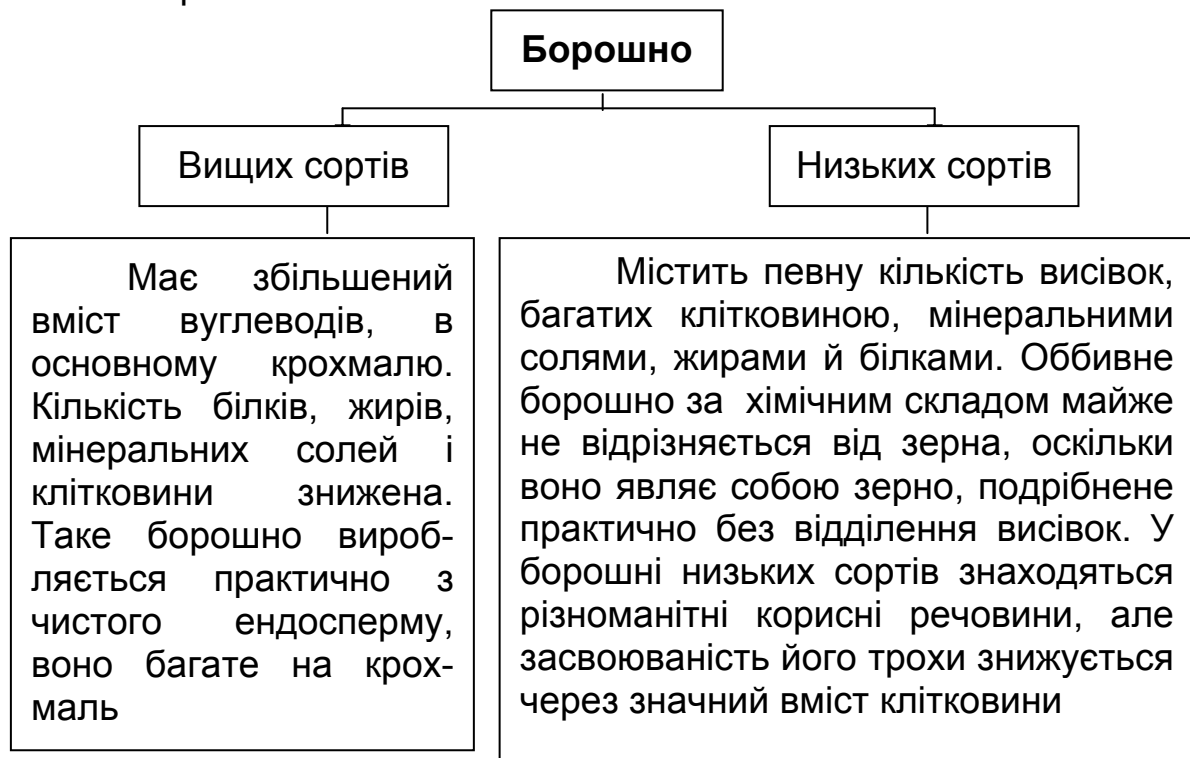 Борошно
Вищих сортів
Низьких сортів
Має збільшений
вміст вуглеводів, в
основному крохмалю.
Кількість білків, жирів,
мінеральних солей і
клітковини знижена.
Таке борошно вироб-
ляється практично з
чистого ендосперму,
воно багате на крох-
маль
Містить певну кількість висівок,
багатих клітковиною, мінеральними
солями, жирами й білками. Оббивне
борошно за хімічним складом майже
не відрізняється від зерна, оскільки
воно являє собою зерно, подрібнене
практично без відділення висівок. У
борошні низьких сортів знаходяться
різноманітні корисні речовини, але
засвоюваність його трохи знижується
через значний вміст клітковини